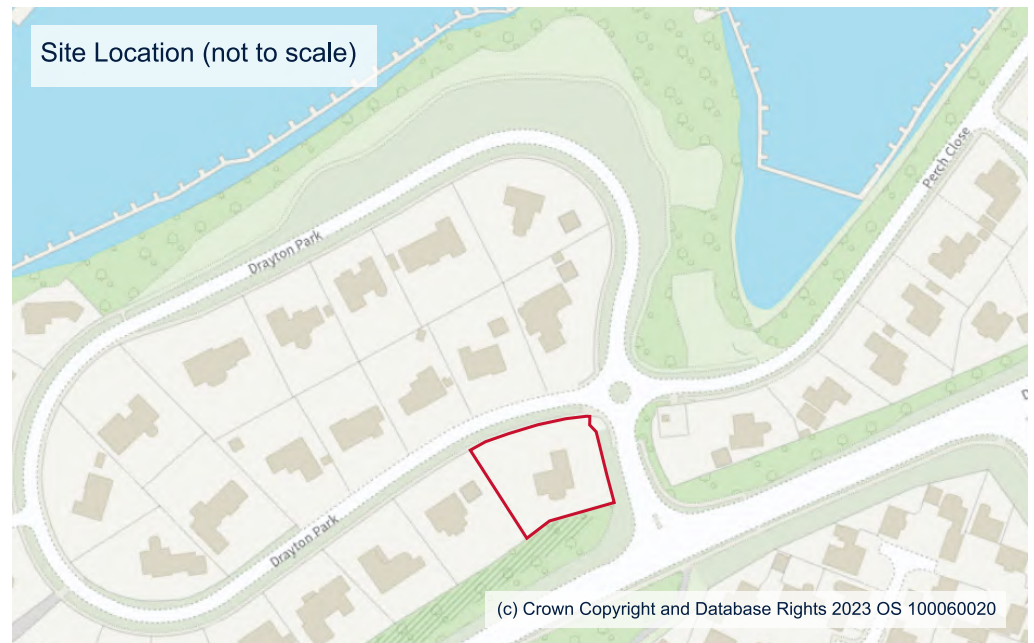 Site Location (not to scale)
Perch Close
Drayton Park
Drayton Park
(c) Crown Copyright and Database Rights 2023 OS 100060020